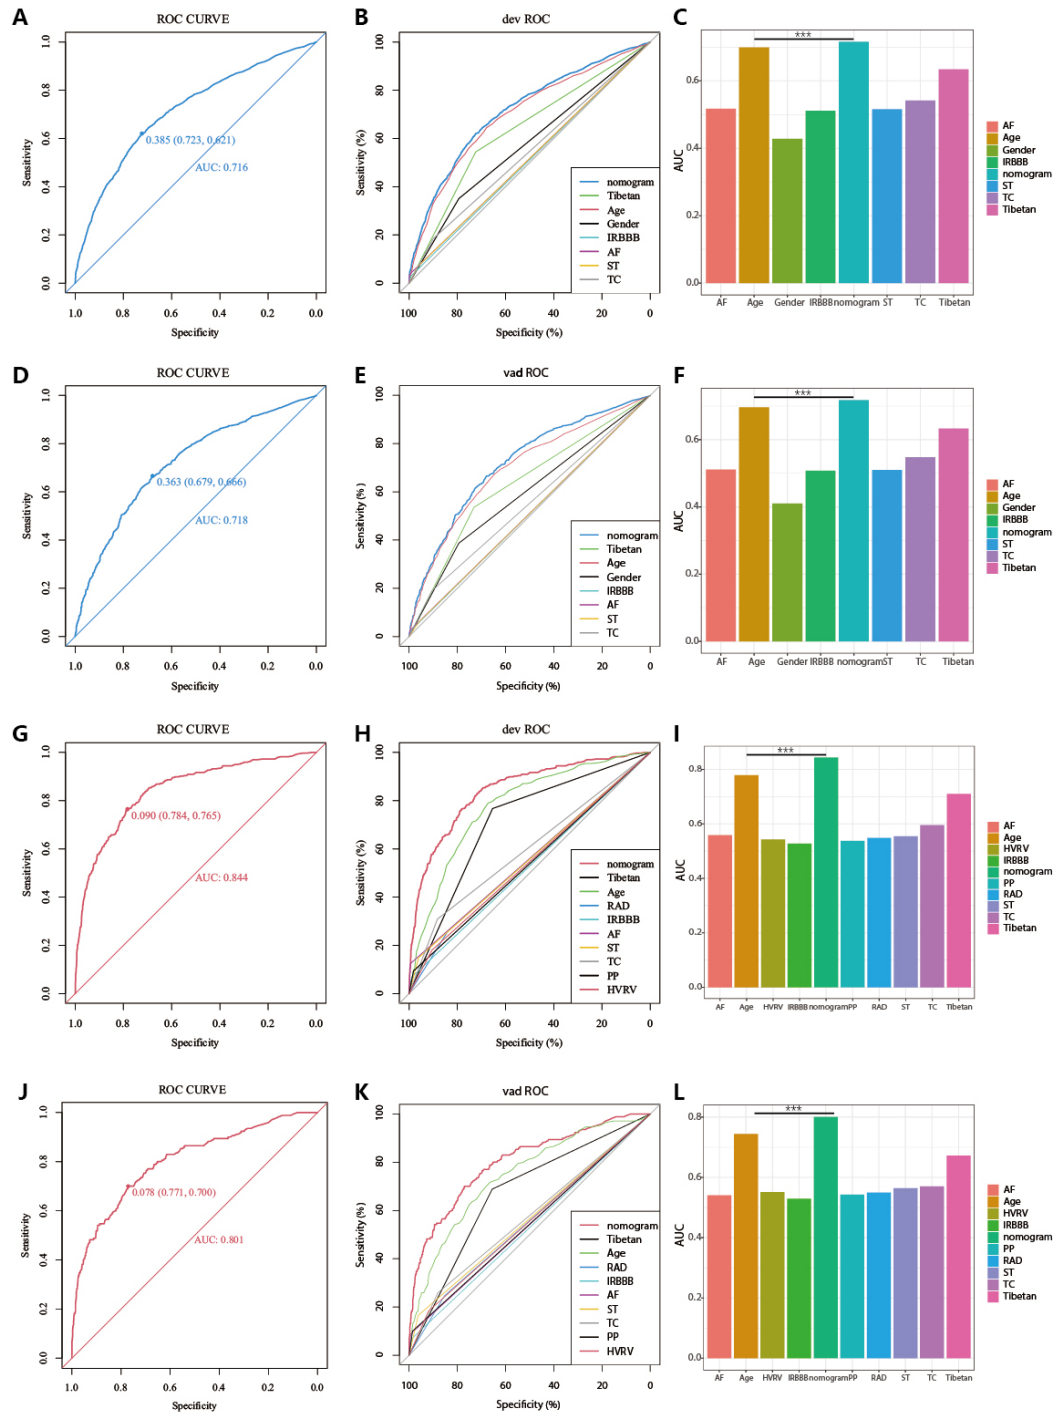 A
ROC CURVE
Sensitivity
0.0 0.2 0.4 0.6 0.8 1.0
0.385 (0.723, 0.621)
AUC: 0.716
1.0 0.8 0.6 0.4 0.2 0.0
Specificity
B
dev ROC
Sensitivity (%)
0 20 40 60 80 100
nomogram
Tibetan
Age
Gender
IRBBB
AF
ST
TC
100 80 60 40 20 0
Specificity (%)
C
***
AUC
0.6
0.4
0.2
0.0
AF Age Gender IRBBB nomogram ST TC Tibetan
AF
Age
Gender
IRBBB
nomogram
ST
TC
Tibetan
D
ROC CURVE
Sensitivity
0.0 0.2 0.4 0.6 0.8 1.0
0.363 (0.679, 0.666)
AUC: 0.718
1.0 0.8 0.6 0.4 0.2 0.0
Specificity
E
vad ROC
Sensitivity (%)
0 20 40 60 80 100
nomogram
Tibetan
Age
Gender
IRBBB
AF
ST
TC
100 80 60 40 20 0
Specificity (%)
F
***
AUC
0.6
0.4
0.2
0.0
AF Age Gender IRBBB nomogram ST TC Tibetan
AF
Age
Gender
IRBBB
nomogram
ST
TC
Tibetan
G
ROC CURVE
Sensitivity
0.0 0.2 0.4 0.6 0.8 1.0
0.090 (0.784, 0.765)
AUC: 0.844
1.0 0.8 0.6 0.4 0.2 0.0
Specificity
H
dev ROC
Sensitivity (%)
0 20 40 60 80 100
nomogram
Tibetan
Age
RAD
IRBBB
AF
ST
TC
PP
HVRV
100 80 60 40 20 0
Specificity (%)
I
***
AUC
0.8
0.6
0.4
0.2
0.0
AF Age HVRV IRBBB nomogram PP RAD ST TC Tibetan
AF
Age
HVRV
IRBBB
nomogram
PP
RAD
ST
TC
Tibetan
J
ROC CURVE
Sensitivity
0.0 0.2 0.4 0.6 0.8 1.0
0.078 (0.771, 0.700)
AUC: 0.801
1.0 0.8 0.6 0.4 0.2 0.0
Specificity
K
vad ROC
Sensitivity (%)
0 20 40 60 80 100
nomogram
Tibetan
Age
RAD
IRBBB
AF
ST
TC
PP
HVRV
100 80 60 40 20 0
Specificity (%)
L
***
AUC
0.8
0.6
0.4
0.2
0.0
AF Age HVRV IRBBB nomogram PP RAD ST TC Tibetan
AF
Age
HVRV
IRBBB
nomogram
PP
RAD
ST
TC
Tibetan